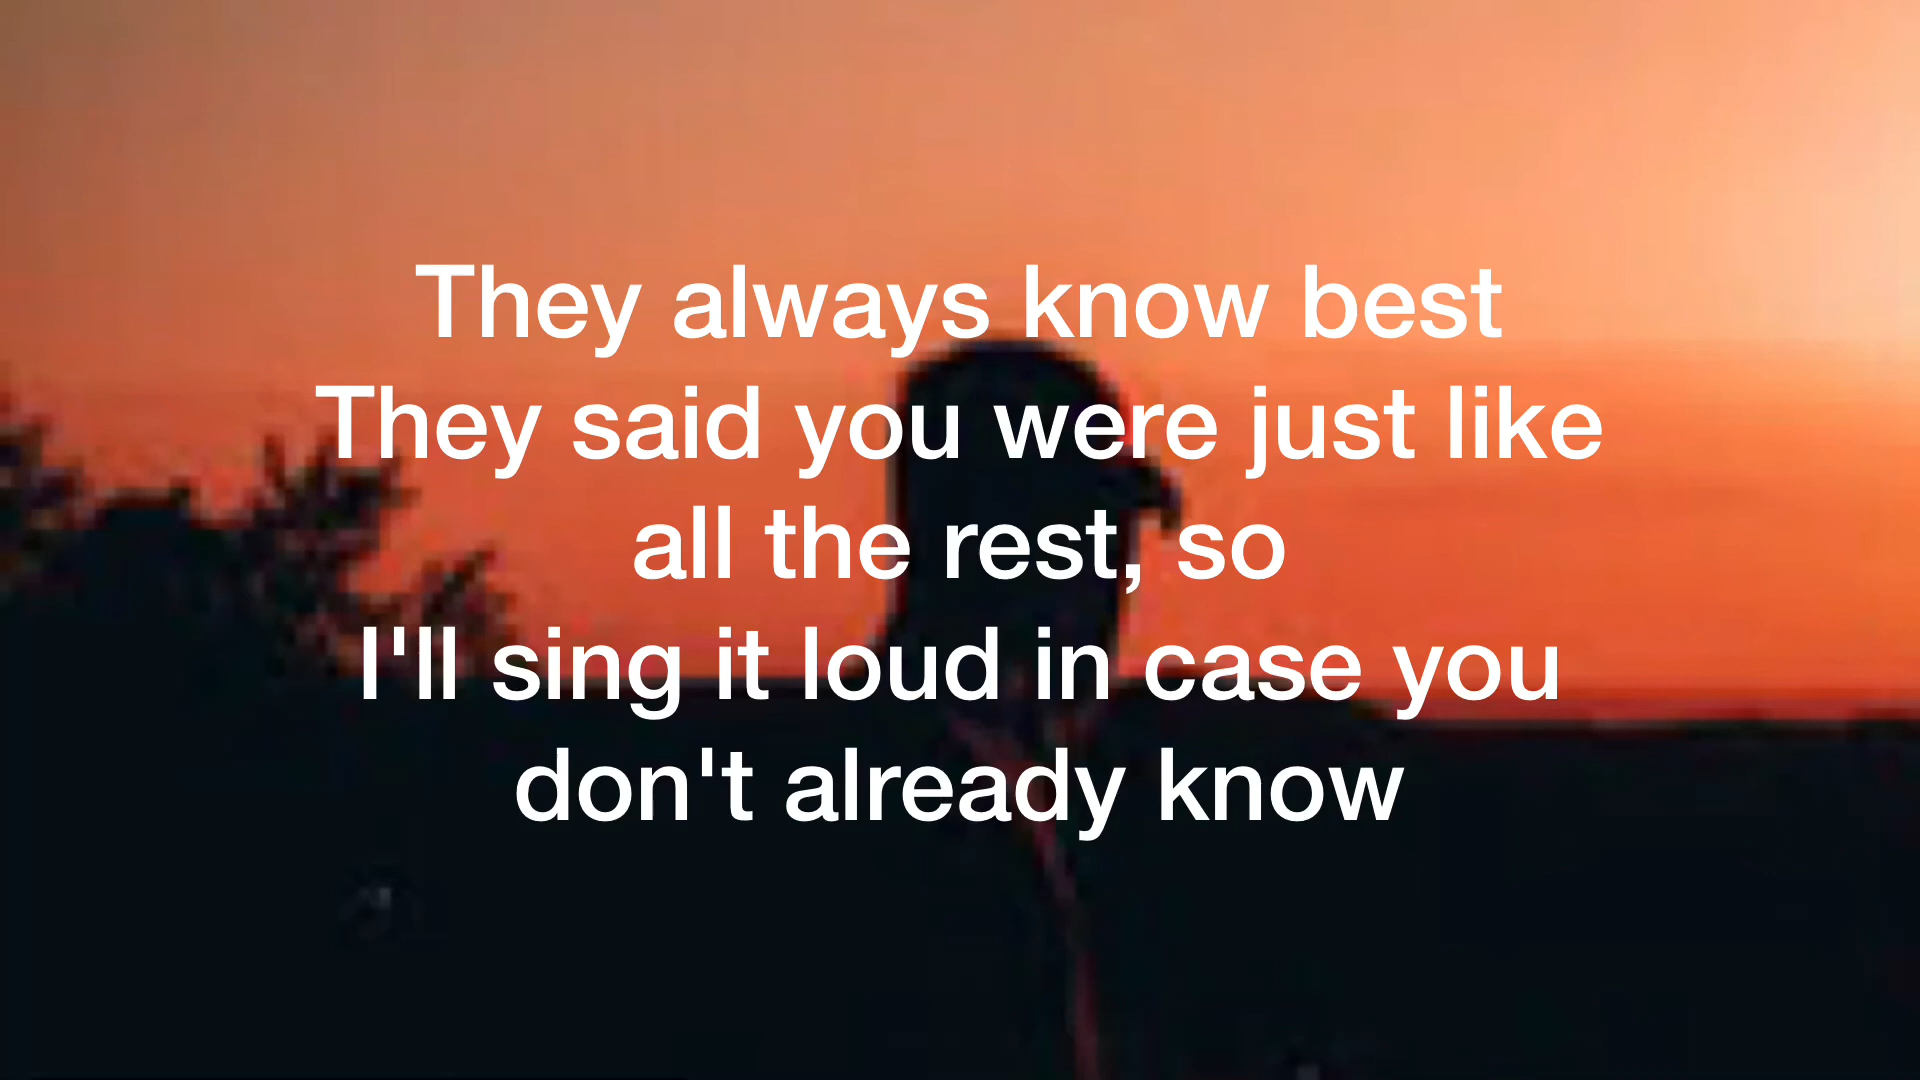 They always know best
They said you were just like
all the rest, so
I'll sing it loud in case you
don't already know